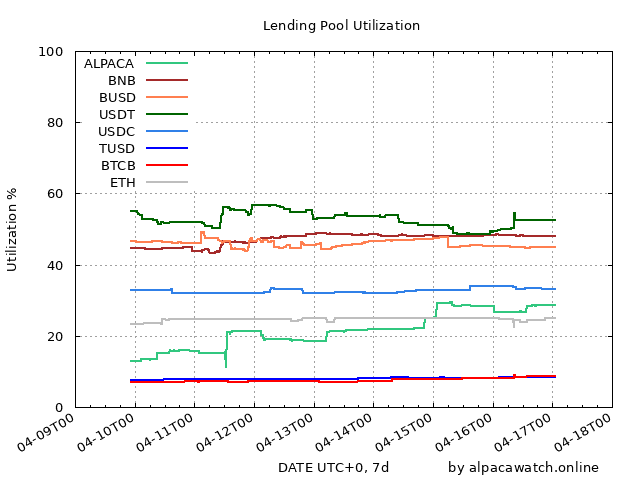 Lending Pool Utilization
100
80
60
40
20
0
Utilization %
ALPACA
BNB
BUSD
USDT
USDC
TUSD
BTCB
ETH
04-09T00
04-10T00
04-11T00
04-12T00
04-13T00
04-14T00
04-15T00
04-16T00
04-17T00
04-18T00
DATE UTC+0, 7d
by alpacawatch.online